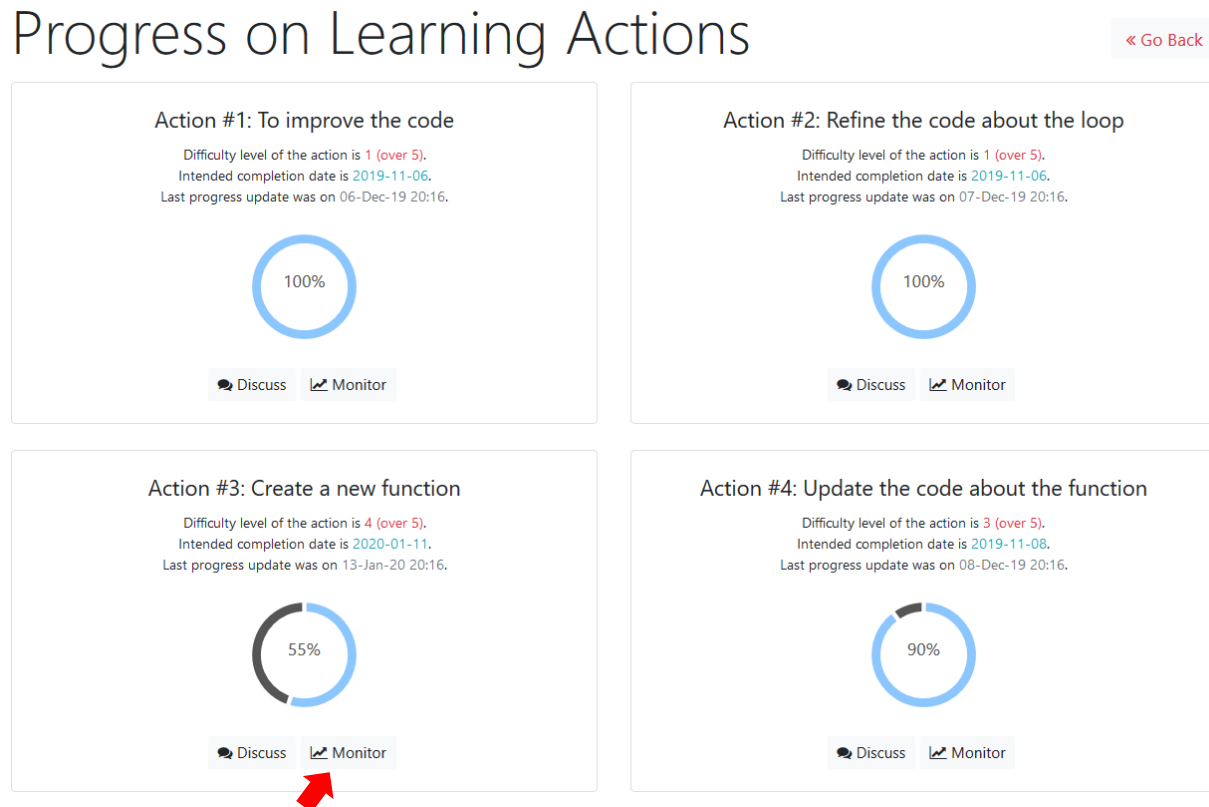 Progress on Learning Actions
« Go Back
Action #1: To improve the code
Difficulty level of the action is 1 (over 5).
Intended completion date is 2019-11-06.
Last progress update was on 06-Dec-19 20:16.
100%
Discuss Monitor
Action #2: Refine the code about the loop
Difficulty level of the action is 1 (over 5).
Intended completion date is 2019-11-06.
Last progress update was on 07-Dec-19 20:16.
100%
Discuss Monitor
Action #3: Create a new function
Difficulty level of the action is 4 (over 5).
Intended completion date is 2020-01-11.
Last progress update was on 13-Jan-20 20:16.
55%
Discuss Monitor
Action #4: Update the code about the function
Difficulty level of the action is 3 (over 5).
Intended completion date is 2019-11-08.
Last progress update was on 08-Dec-19 20:16.
90%
Discuss Monitor